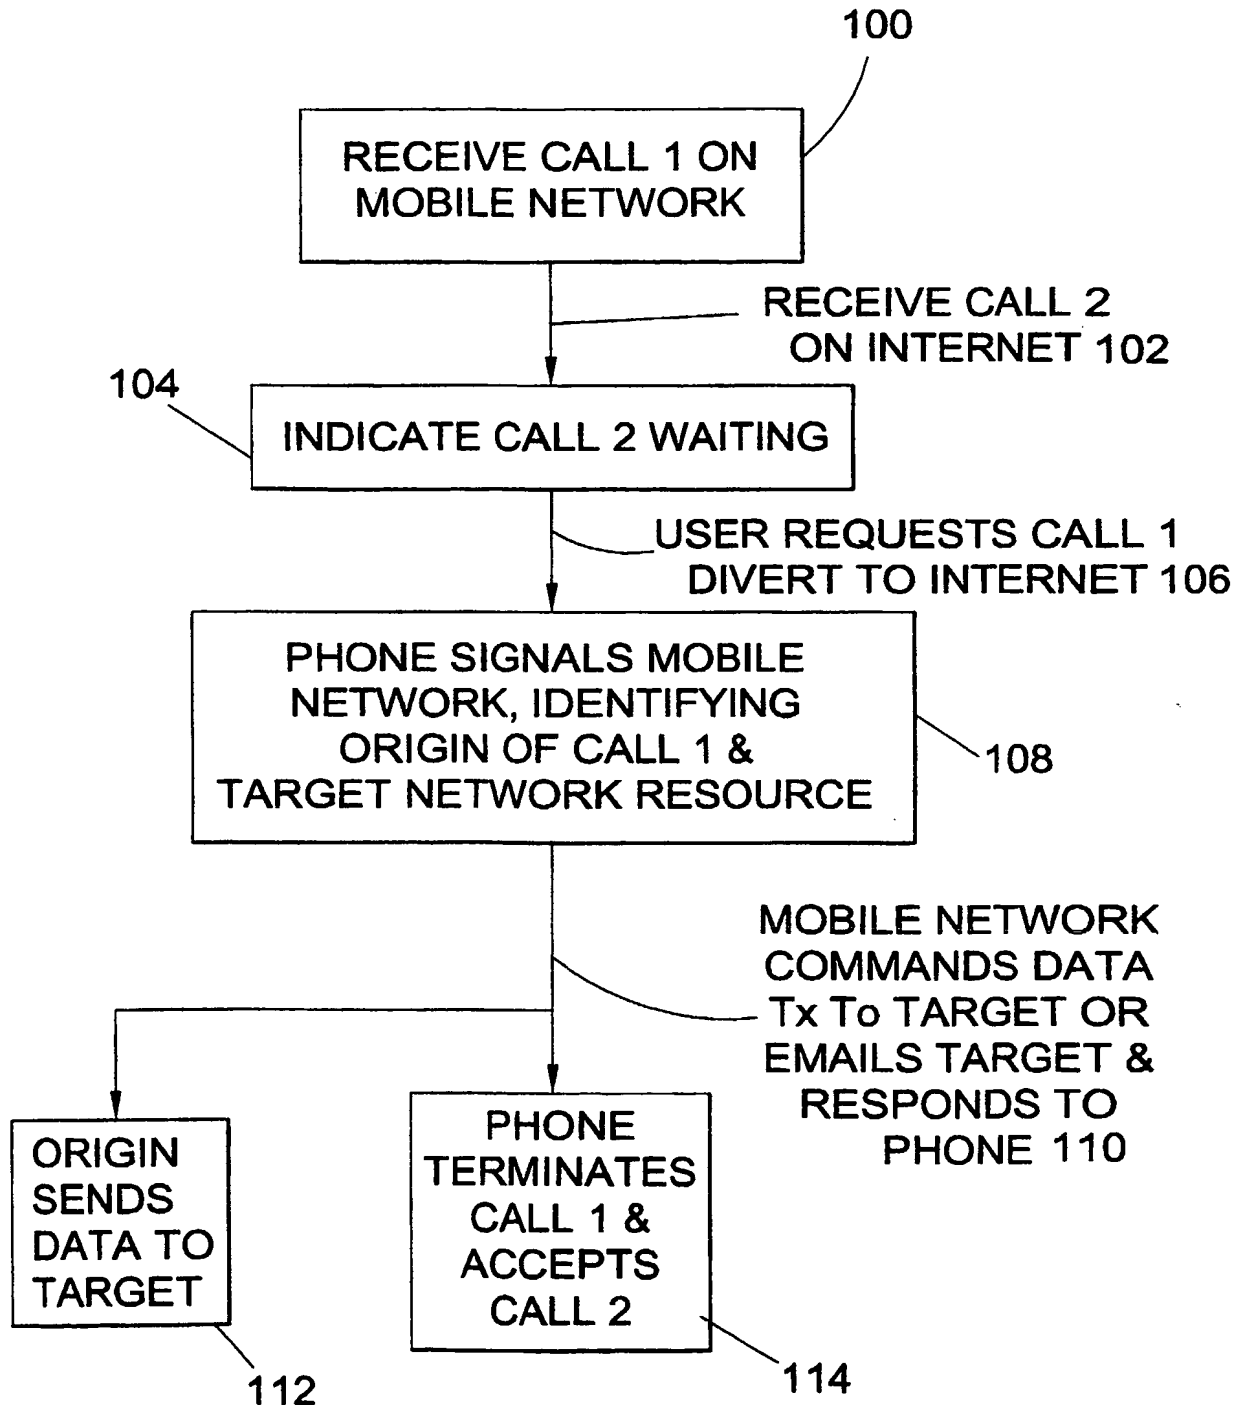 100
RECEIVE CALL 1 ON
MOBILE NETWORK
RECEIVE CALL 2
ON INTERNET 102
104
INDICATE CALL 2 WAITING
USER REQUESTS CALL 1
DIVERT TO INTERNET 106
PHONE SIGNALS MOBILE
NETWORK, IDENTIFYING
ORIGIN OF CALL 1 &
TARGET NETWORK RESOURCE
108
MOBILE NETWORK
COMMANDS DATA
Tx To TARGET OR
EMAILS TARGET &
RESPONDS TO
PHONE 110
ORIGIN
SENDS
DATA TO
TARGET
112
PHONE
TERMINATES
CALL 1 &
ACCEPTS
CALL 2
114